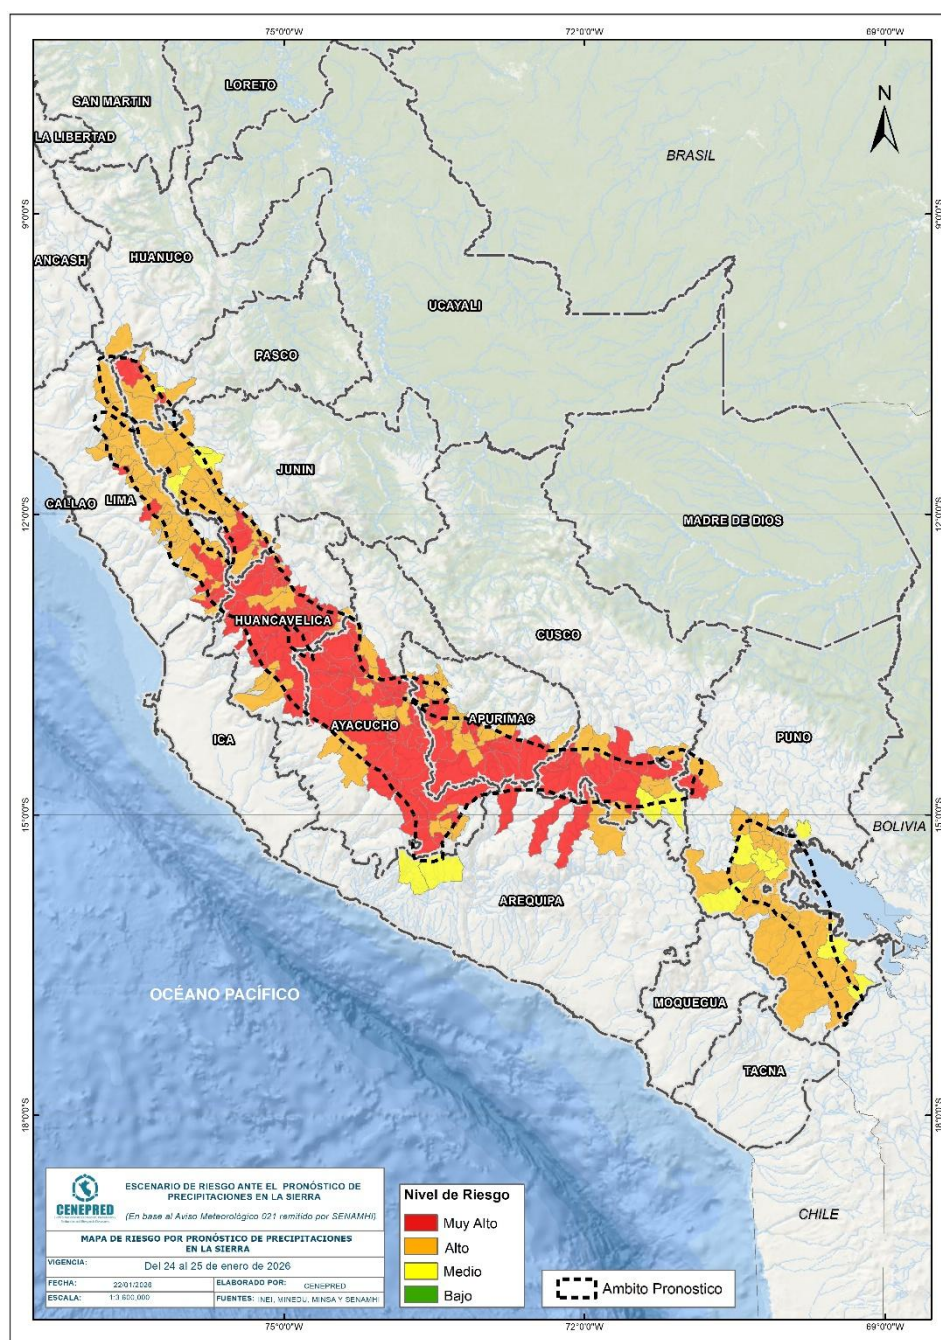 75°0'0"W 72°0'0"W 69°0'0"W
N
LORETO
SAN MARTIN
LA LIBERTAD
BRASIL
9°0'0"S 9°0'0"S
ANCASH
HUANUCO
UCAYALI
PASCO
JUNIN
CALLAO
LIMA
12°0'0"S 12°0'0"S
MADRE DE DIOS
HUANCAVELICA
CUSCO
ICA
AYACUCHO
APURIMAC
PUNO
15°0'0"S 15°0'0"S
BOLIVIA
AREQUIPA
OCÉANO PACÍFICO
MOQUEGUA
TACNA
18°0'0"S 18°0'0"S
CHILE
CENEPRED
ESCENARIO DE RIESGO ANTE EL PRONÓSTICO DE
PRECIPITACIONES EN LA SIERRA
(En base al Aviso Meteorológico 021 remitido por SENAMHI)
MAPA DE RIESGO POR PRONÓSTICO DE PRECIPITACIONES
EN LA SIERRA
VIGENCIA: Del 24 al 25 de enero de 2026
FECHA: 22/01/2026 ELABORADO POR: CENEPRED
ESCALA: 1:3 600,000 FUENTES: INEI, MINEDU, MINSA Y SENAMHI
Nivel de Riesgo
Muy Alto
Alto
Medio
Bajo
Ambito Pronostico
75°0'0"W 72°0'0"W 69°0'0"W